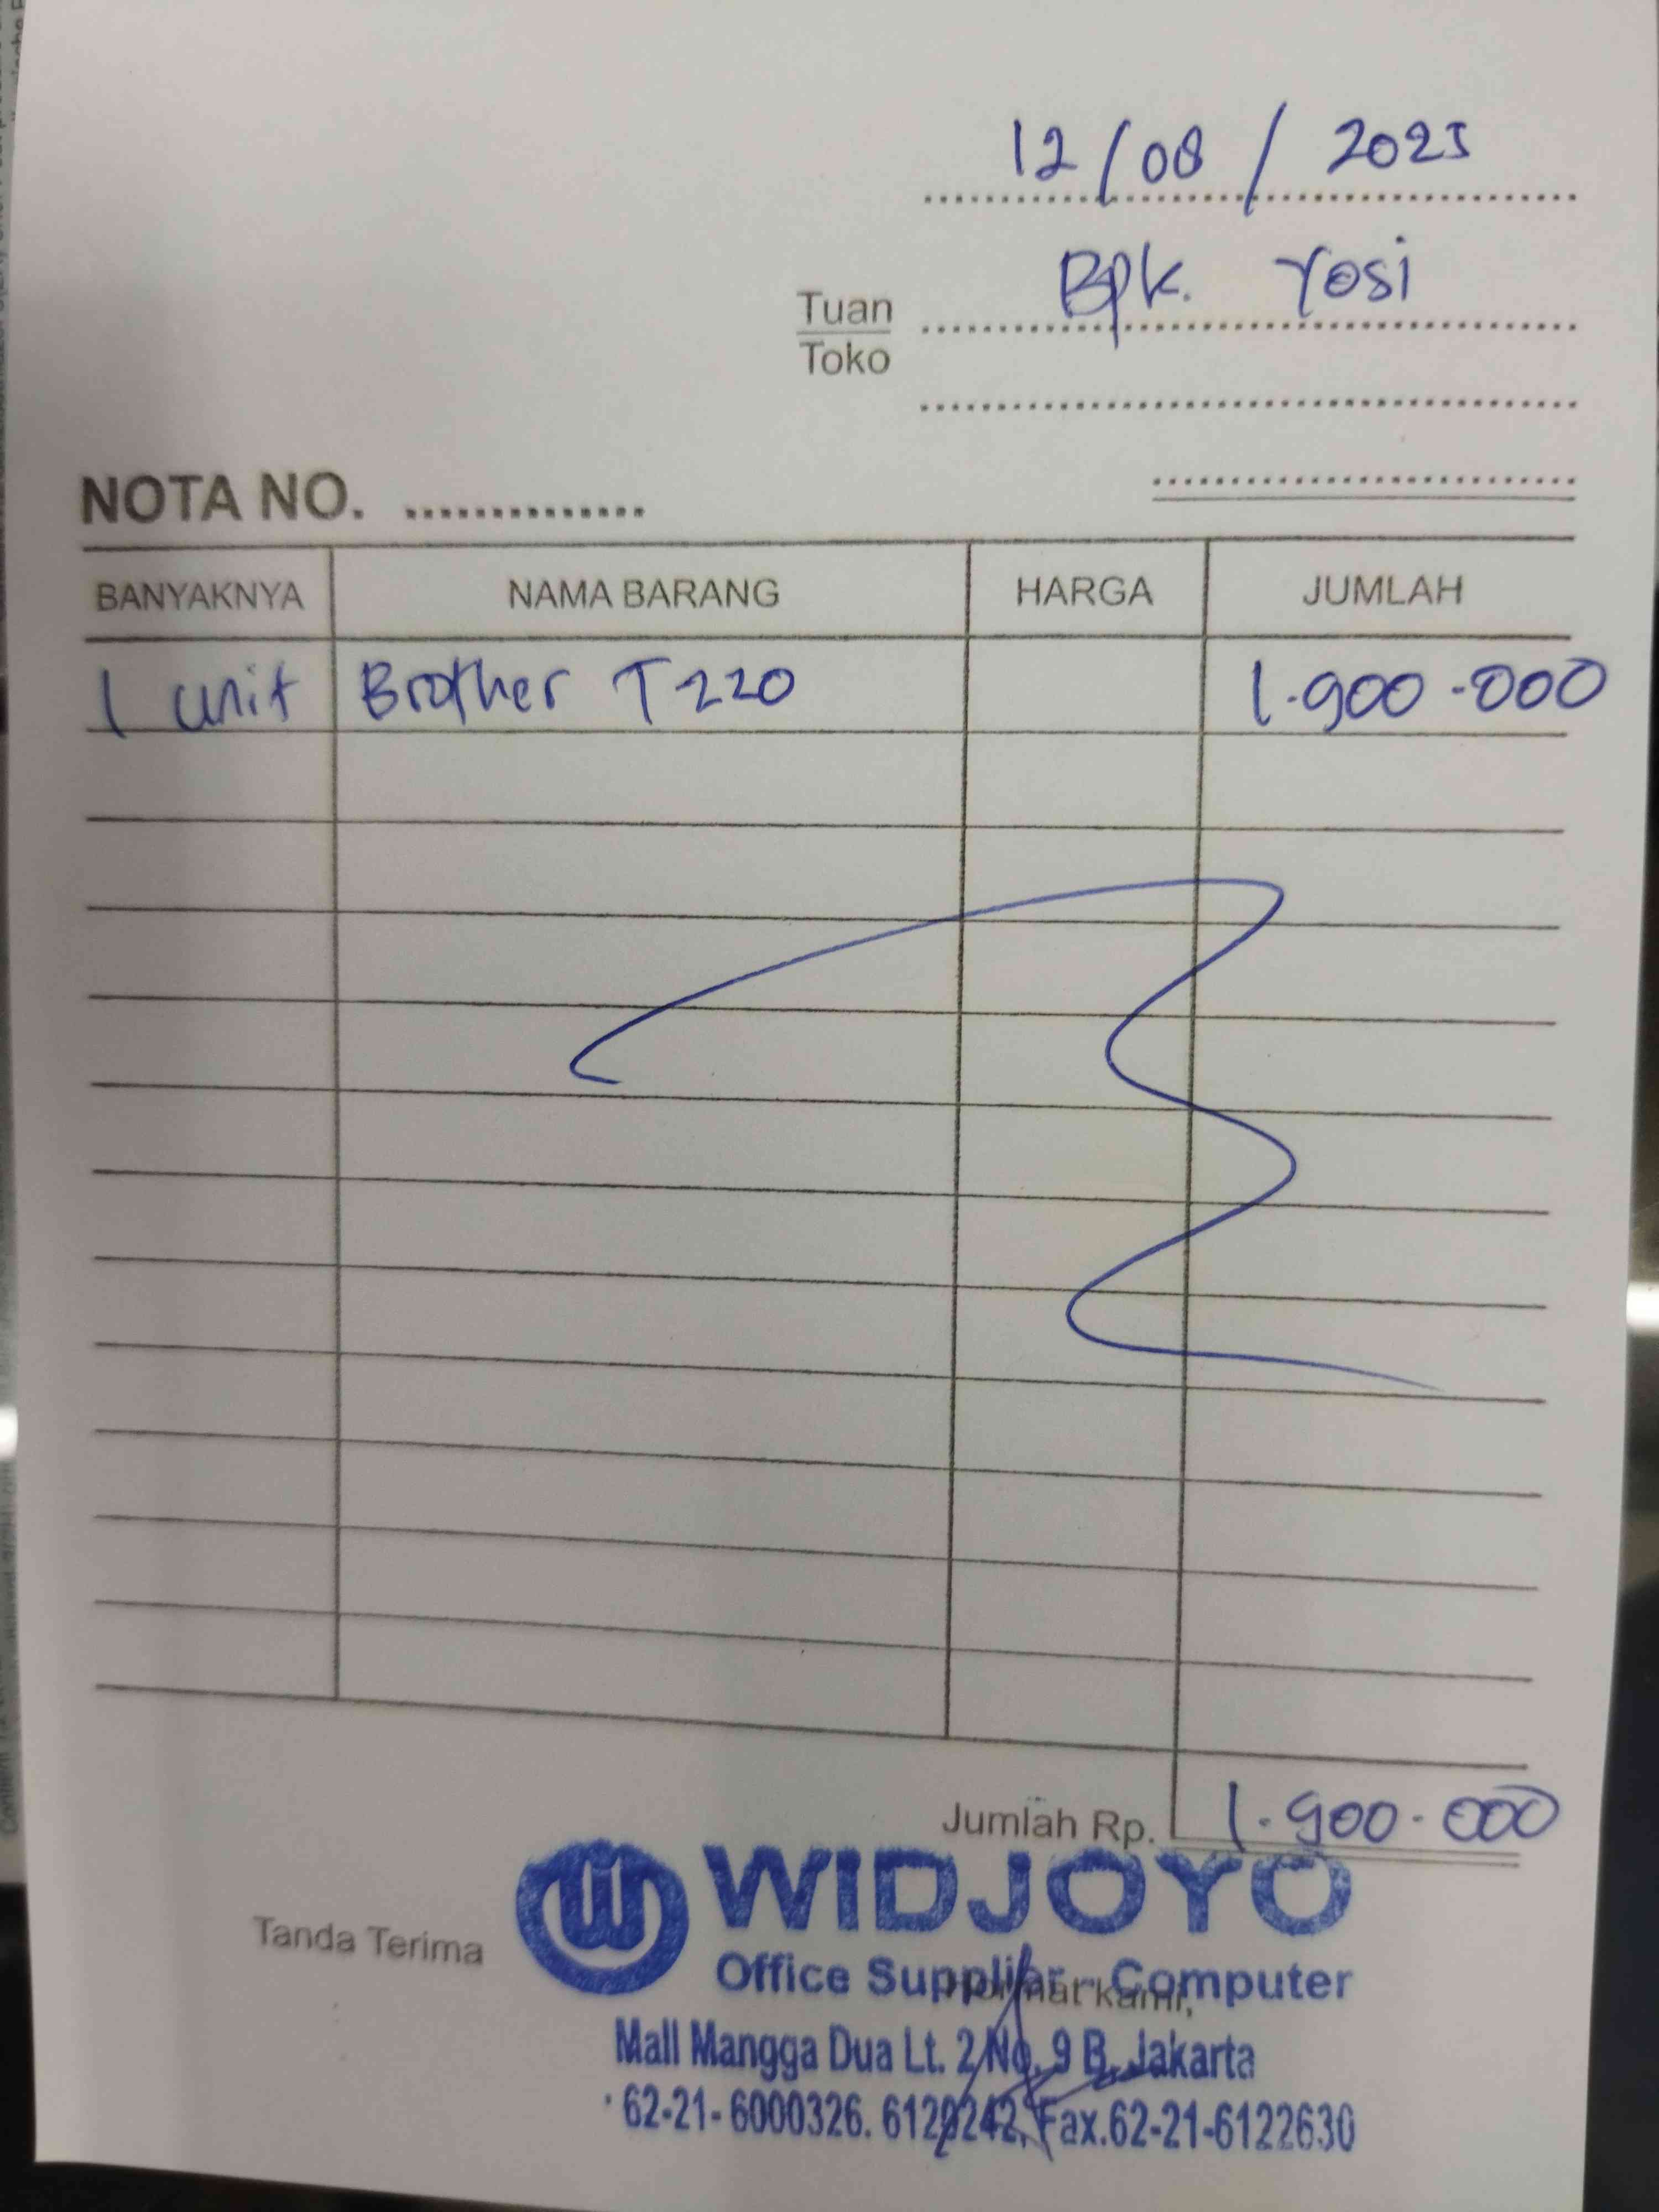 12/08/2025
Bpk. Yosi
Tuan
Toko
NOTA NO.
BANYAKNYA NAMA BARANG HARGA JUMLAH
1 unit Brother T220 1.900.000
Jumlah Rp. 1.900.000
WIDJOYO
Tanda Terima
Office Supplier - Computer
Hormat kami,
Mall Mangga Dua Lt. 2 No. 9 B, Jakarta
62-21-6000326. Fax.62-21-6122630